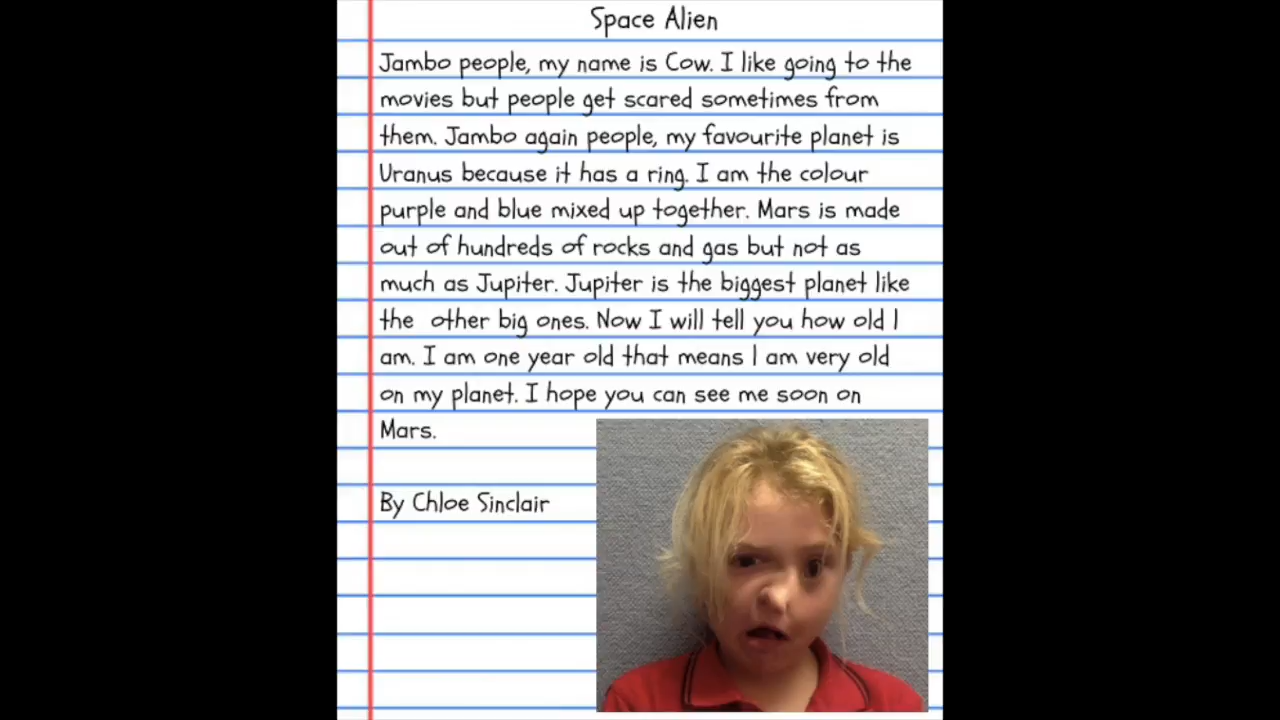 Space Alien
Jambo people, my name is Cow. I like going to the
movies but people get scared sometimes from
them. Jambo again people, my favourite planet is
Uranus because it has a ring. I am the colour
purple and blue mixed up together. Mars is made
out of hundreds of rocks and gas but not as
much as Jupiter. Jupiter is the biggest planet like
the other big ones. Now I will tell you how old I
am. I am one year old that means I am very old
on my planet. I hope you can see me soon on
Mars.
By Chloe Sinclair